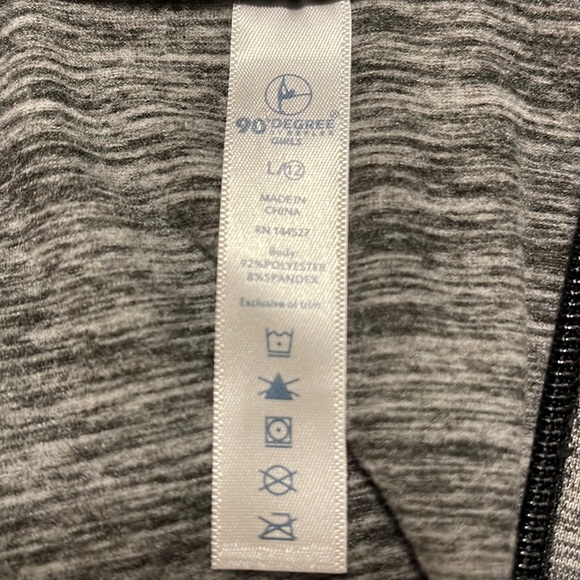 90°DEGREE
BY REFLEX
GIRLS
L/12
MADE IN
CHINA
RN 144527
Body:
92%POLYESTER
8%SPANDEX
Exclusive of trim